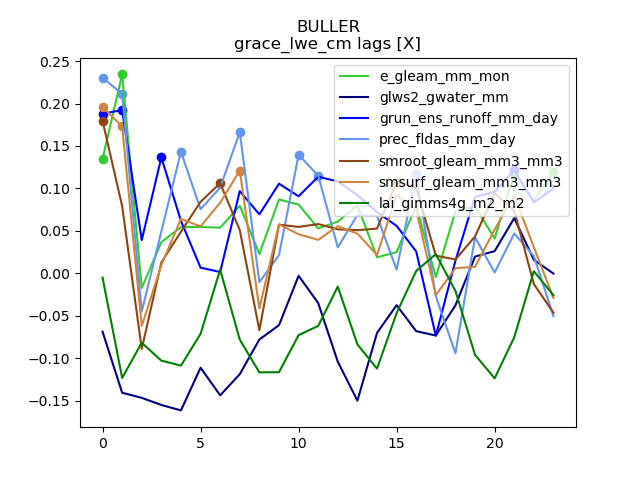 BULLER
grace_lwe_cm lags [X]
e_gleam_mm_mon
glws2_gwater_mm
grun_ens_runoff_mm_day
prec_fldas_mm_day
smroot_gleam_mm3_mm3
smsurf_gleam_mm3_mm3
lai_gimms4g_m2_m2
0.25
0.20
0.15
0.10
0.05
0.00
−0.05
−0.10
−0.15
0 5 10 15 20